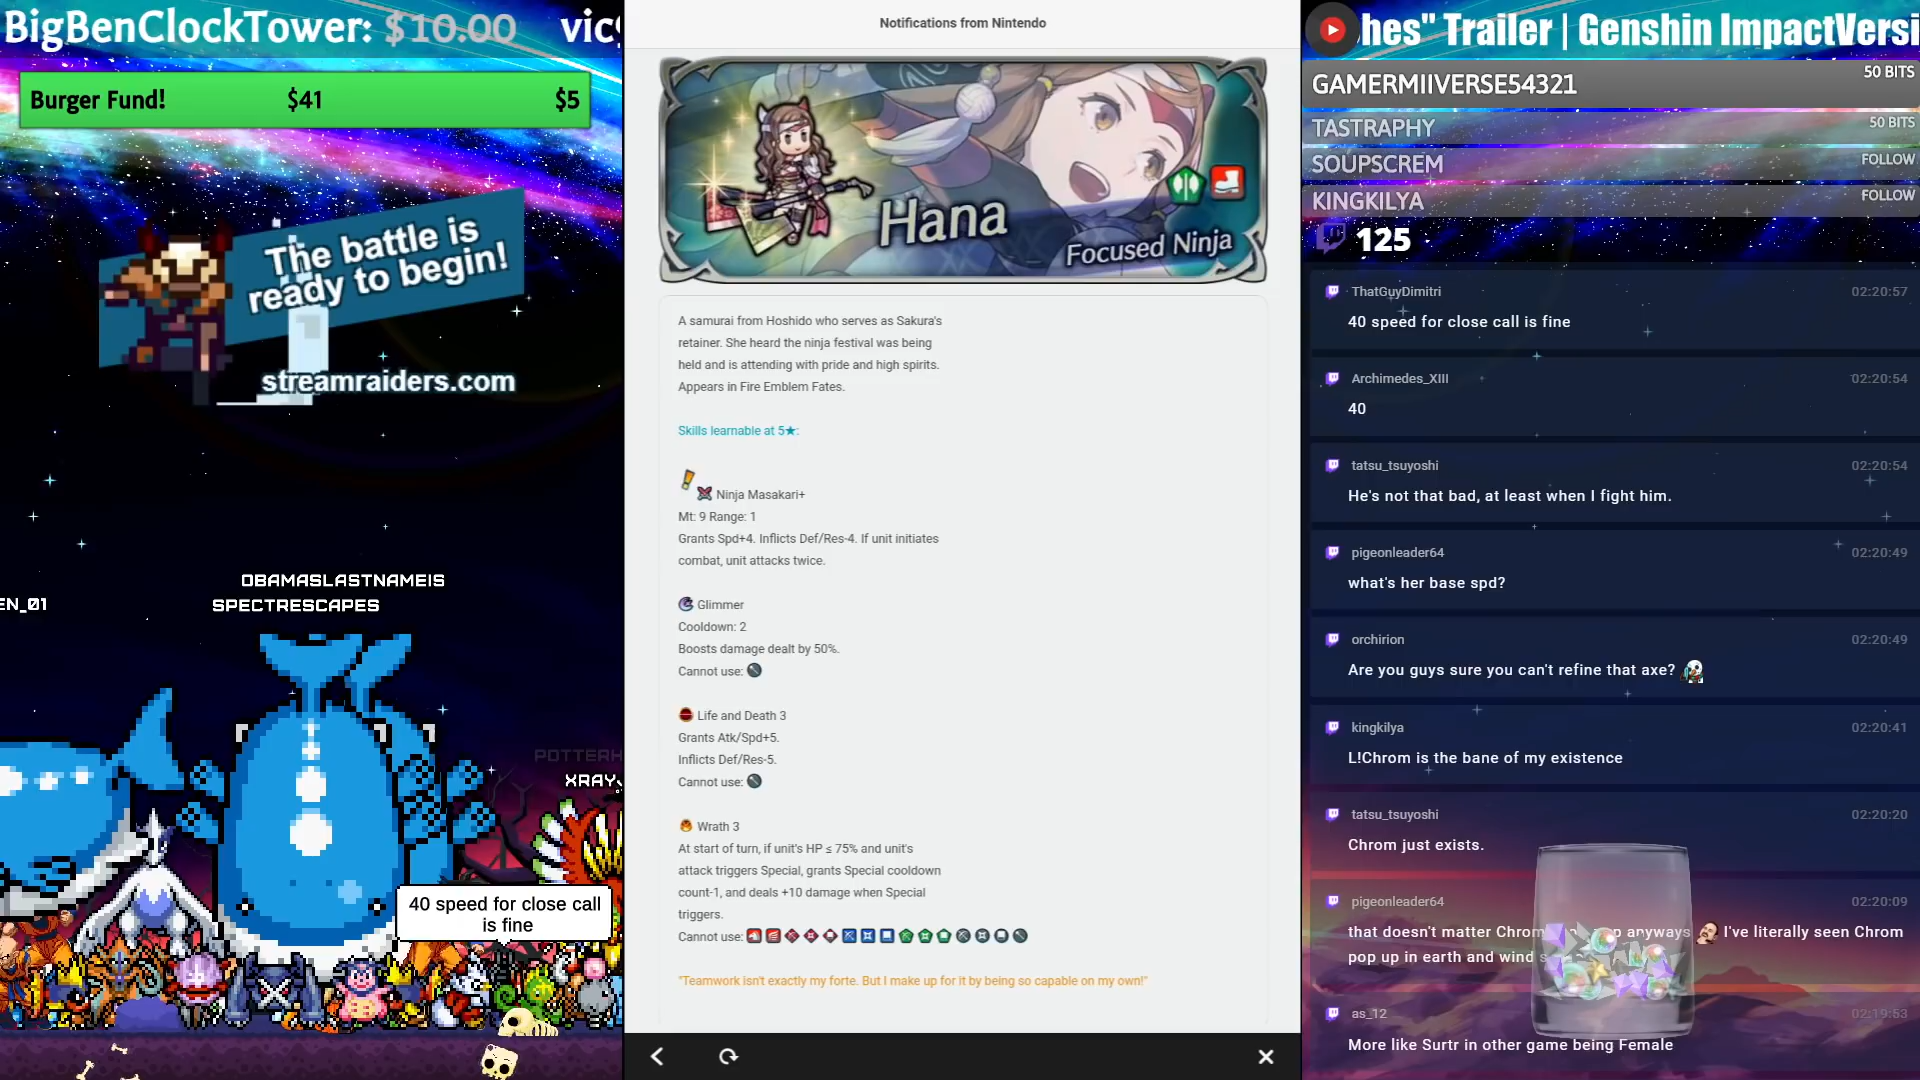 BigBenClockTower: $10.00
Burger Fund! $41 $5
The battle is
ready to begin!
streamraiders.com
EN_01
OBAMASLASTNAMEIS
SPECTRESCAPES
XRAY
40 speed for close call
is fine
Notifications from Nintendo
Hana
Focused Ninja
A samurai from Hoshido who serves as Sakura's
retainer. She heard the ninja festival was being
held and is attending with pride and high spirits.
Appears in Fire Emblem Fates.
Skills learnable at 5★:
Ninja Masakari+
Mt: 9 Range: 1
Grants Spd+4. Inflicts Def/Res-4. If unit initiates
combat, unit attacks twice.
Glimmer
Cooldown: 2
Boosts damage dealt by 50%.
Cannot use:
Life and Death 3
Grants Atk/Spd+5.
Inflicts Def/Res-5.
Cannot use:
Wrath 3
At start of turn, if unit's HP ≤ 75% and unit's
attack triggers Special, grants Special cooldown
count-1, and deals +10 damage when Special
triggers.
Cannot use:
"Teamwork isn't exactly my forte. But I make up for it by being so capable on my own!"
hes" Trailer | Genshin ImpactVersi
GAMERMIIVERSE54321 50 BITS
TASTRAPHY 50 BITS
SOUPSCREM FOLLOW
KINGKILYA FOLLOW
125
ThatGuyDimitri 02:20:57
40 speed for close call is fine
Archimedes_XIII 02:20:54
40
tatsu_tsuyoshi 02:20:54
He's not that bad, at least when I fight him.
pigeonleader64 02:20:49
what's her base spd?
orchirion 02:20:49
Are you guys sure you can't refine that axe?
kingkilya 02:20:41
L!Chrom is the bane of my existence
tatsu_tsuyoshi 02:20:20
Chrom just exists.
pigeonleader64 02:20:09
that doesn't matter Chrom anyways I've literally seen Chrom
pop up in earth and wind
as_12 02:19:53
More like Surtr in other game being Female